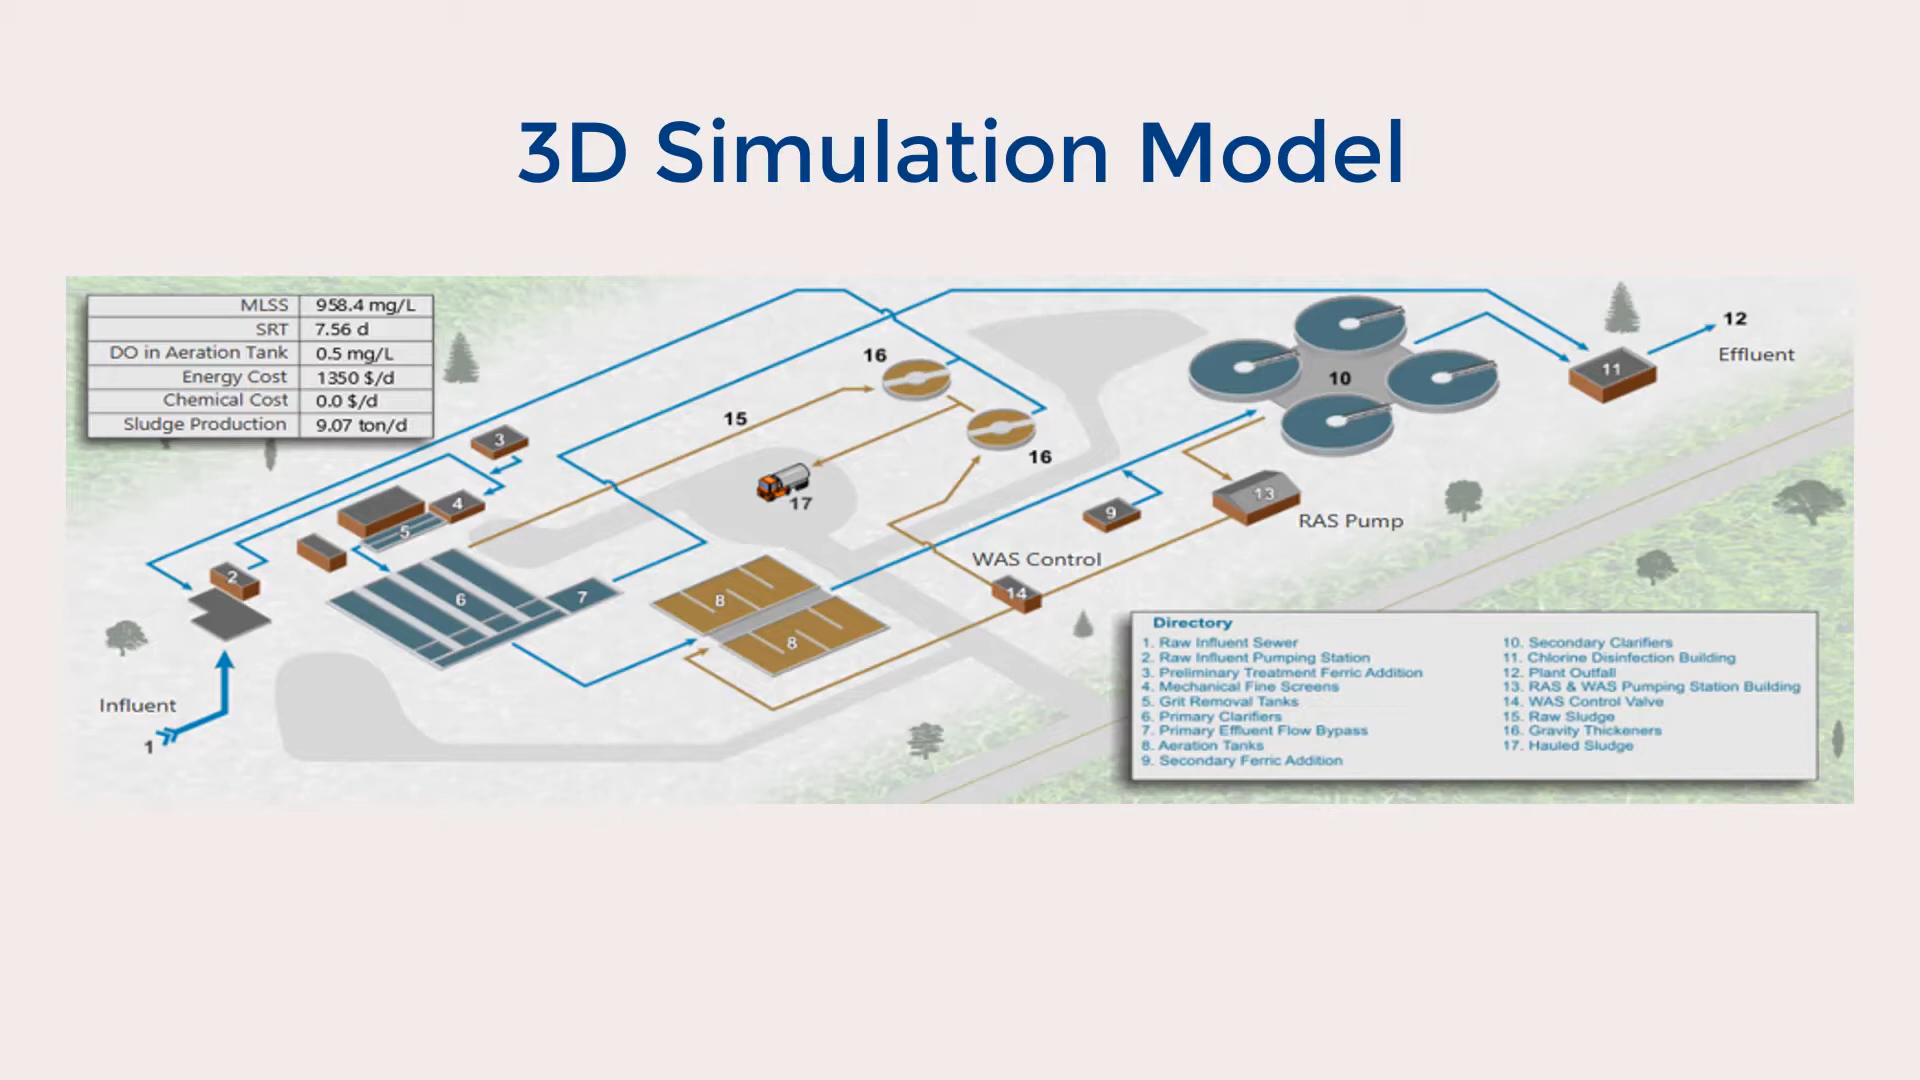 3D Simulation Model
MLSS 958.4 mg/L
SRT 7.56 d
DO in Aeration Tank 0.5 mg/L
Energy Cost 1350 $/d
Chemical Cost 0.0 $/d
Sludge Production 9.07 ton/d
12
Effluent
16
11
10
15
3
16
4
17
13
9
RAS Pump
5
WAS Control
2
14
6
7
8
8
Influent
1
Directory
1. Raw Influent Sewer
2. Raw Influent Pumping Station
3. Preliminary Treatment Ferric Addition
4. Mechanical Fine Screens
5. Grit Removal Tanks
6. Primary Clarifiers
7. Primary Effluent Flow Bypass
8. Aeration Tanks
9. Secondary Ferric Addition
10. Secondary Clarifiers
11. Chlorine Disinfection Building
12. Plant Outfall
13. RAS & WAS Pumping Station Building
14. WAS Control Valve
15. Raw Sludge
16. Gravity Thickeners
17. Hauled Sludge